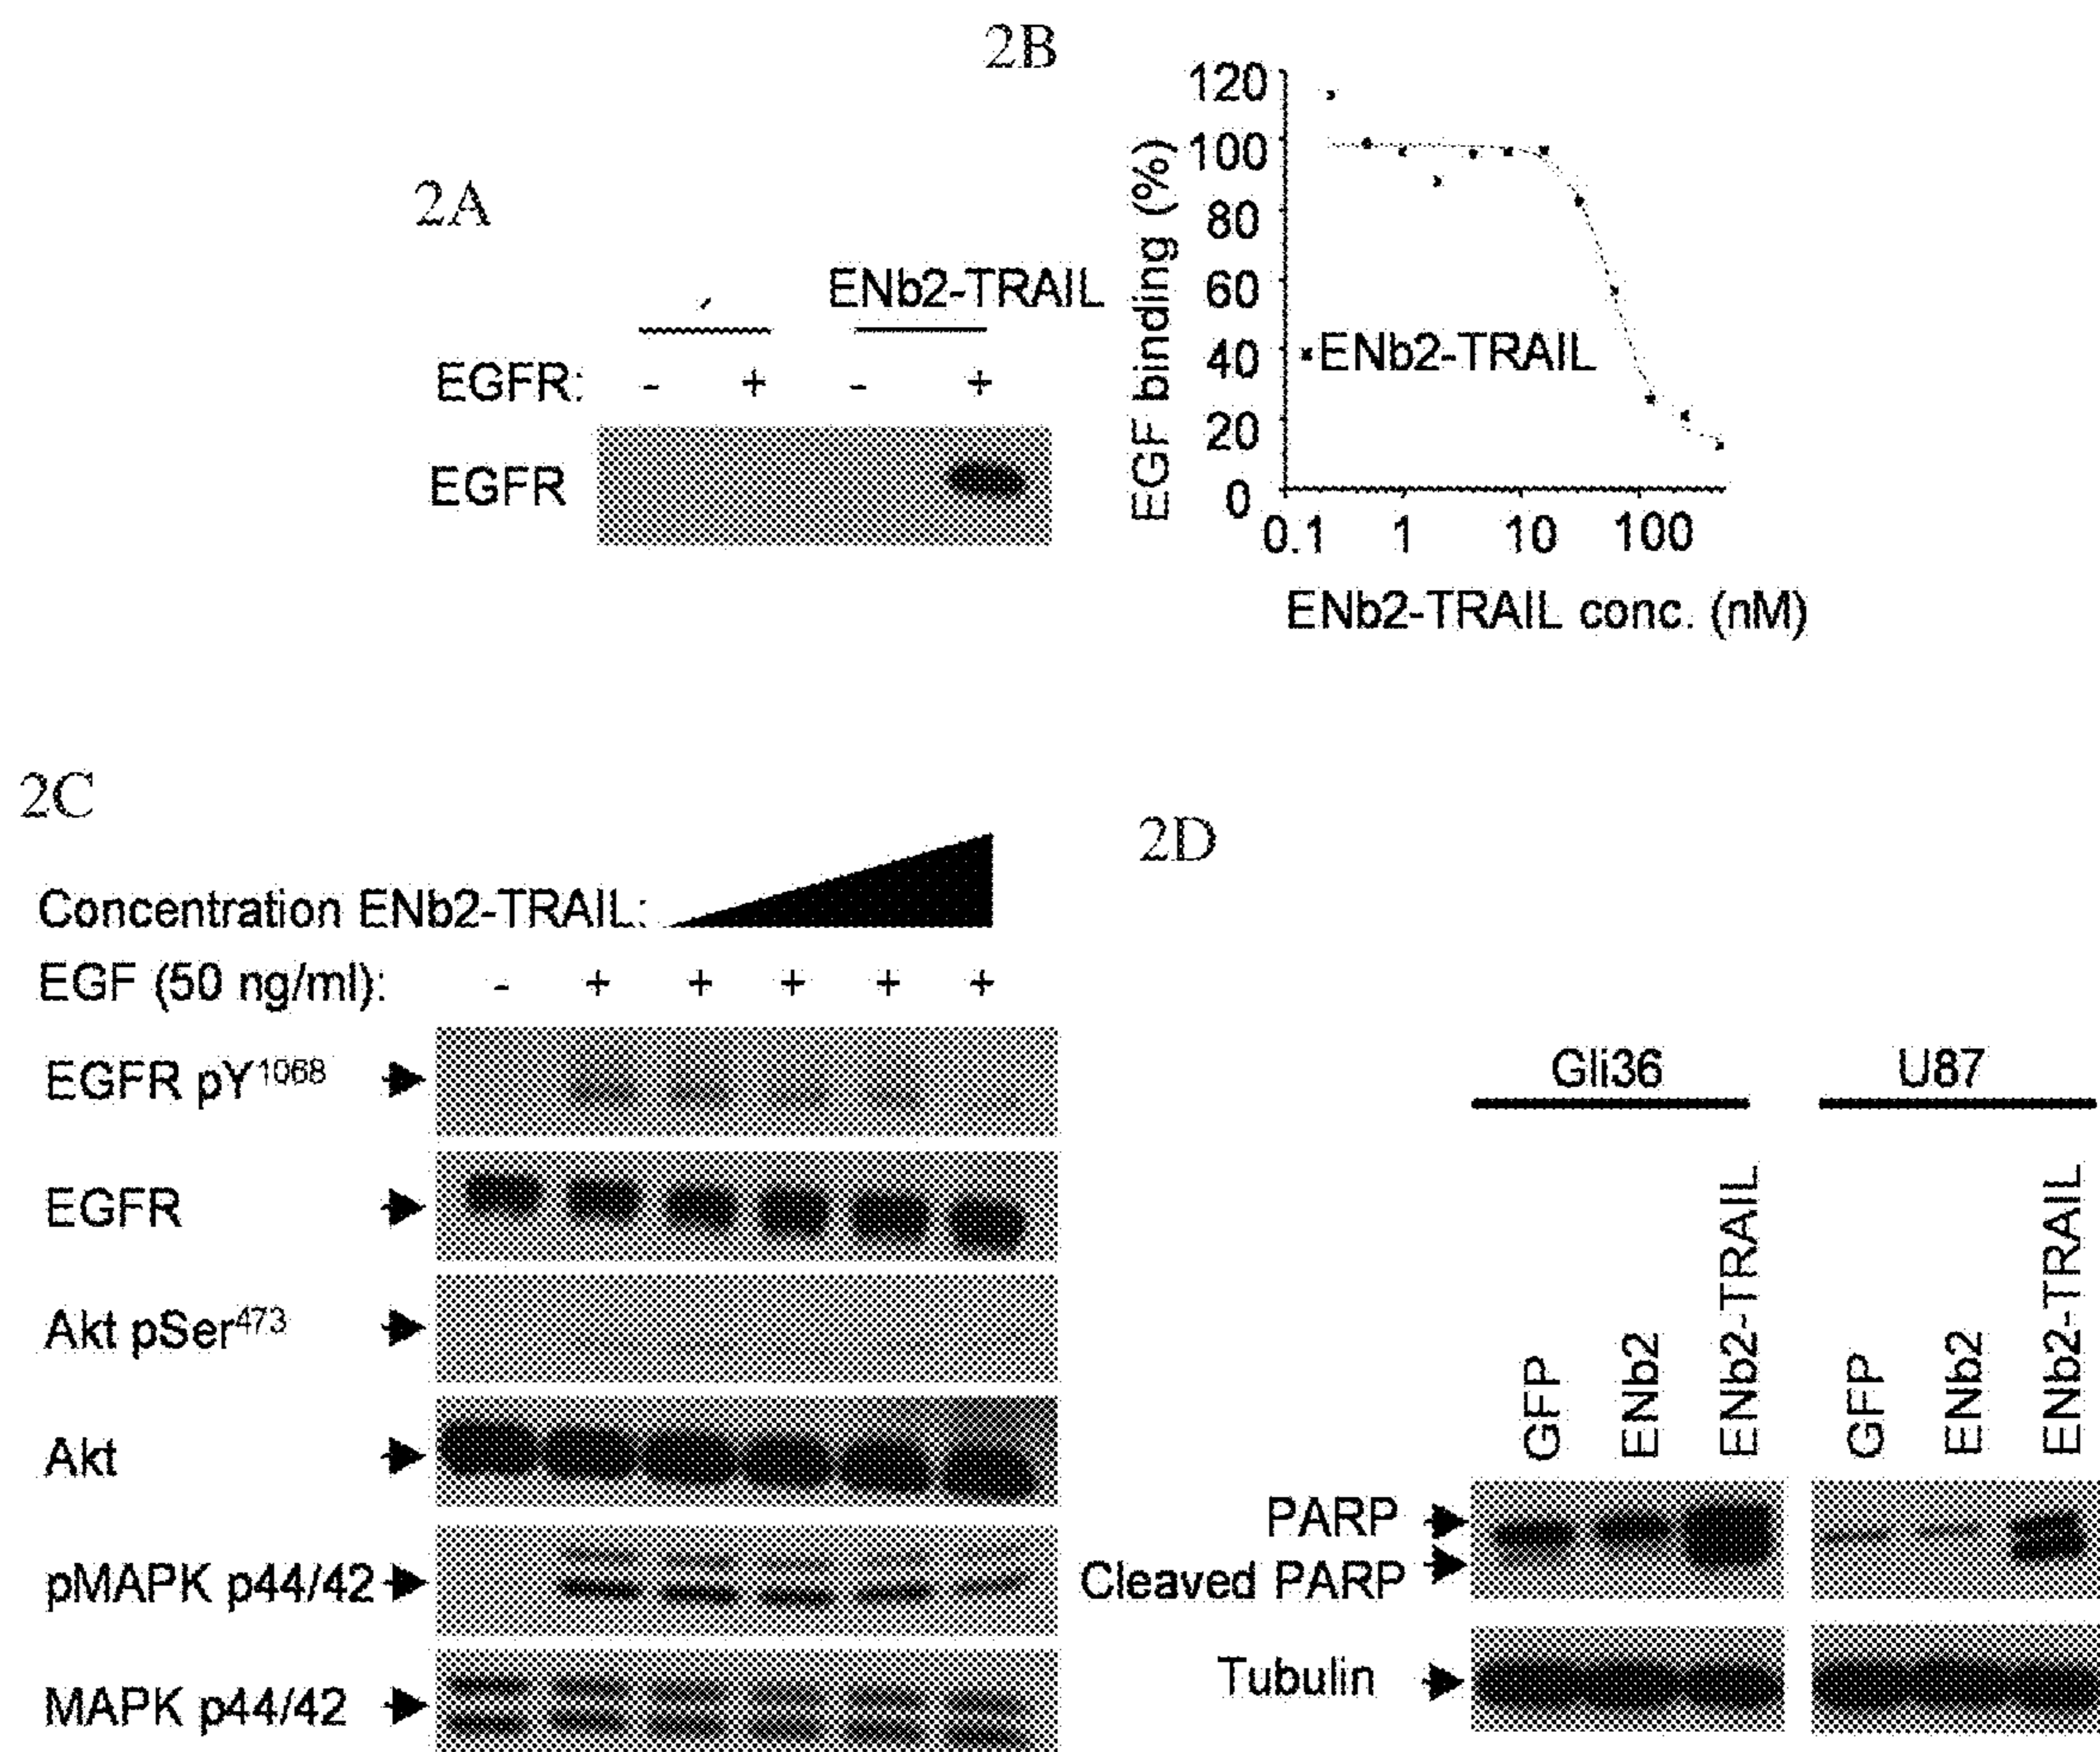 2A
ENb2-TRAIL
EGFR: - + - +
EGFR
2B
120
100
80
60
40
20
0
EGF binding (%)
ENb2-TRAIL
0.1 1 10 100
ENb2-TRAIL conc. (nM)
2C
Concentration ENb2-TRAIL:
EGF (50 ng/ml): - + + + + +
EGFR pY1068
EGFR
Akt pSer473
Akt
pMAPK p44/42
MAPK p44/42
2D
Gli36 U87
GFP ENb2 ENb2-TRAIL GFP ENb2 ENb2-TRAIL
PARP
Cleaved PARP
Tubulin